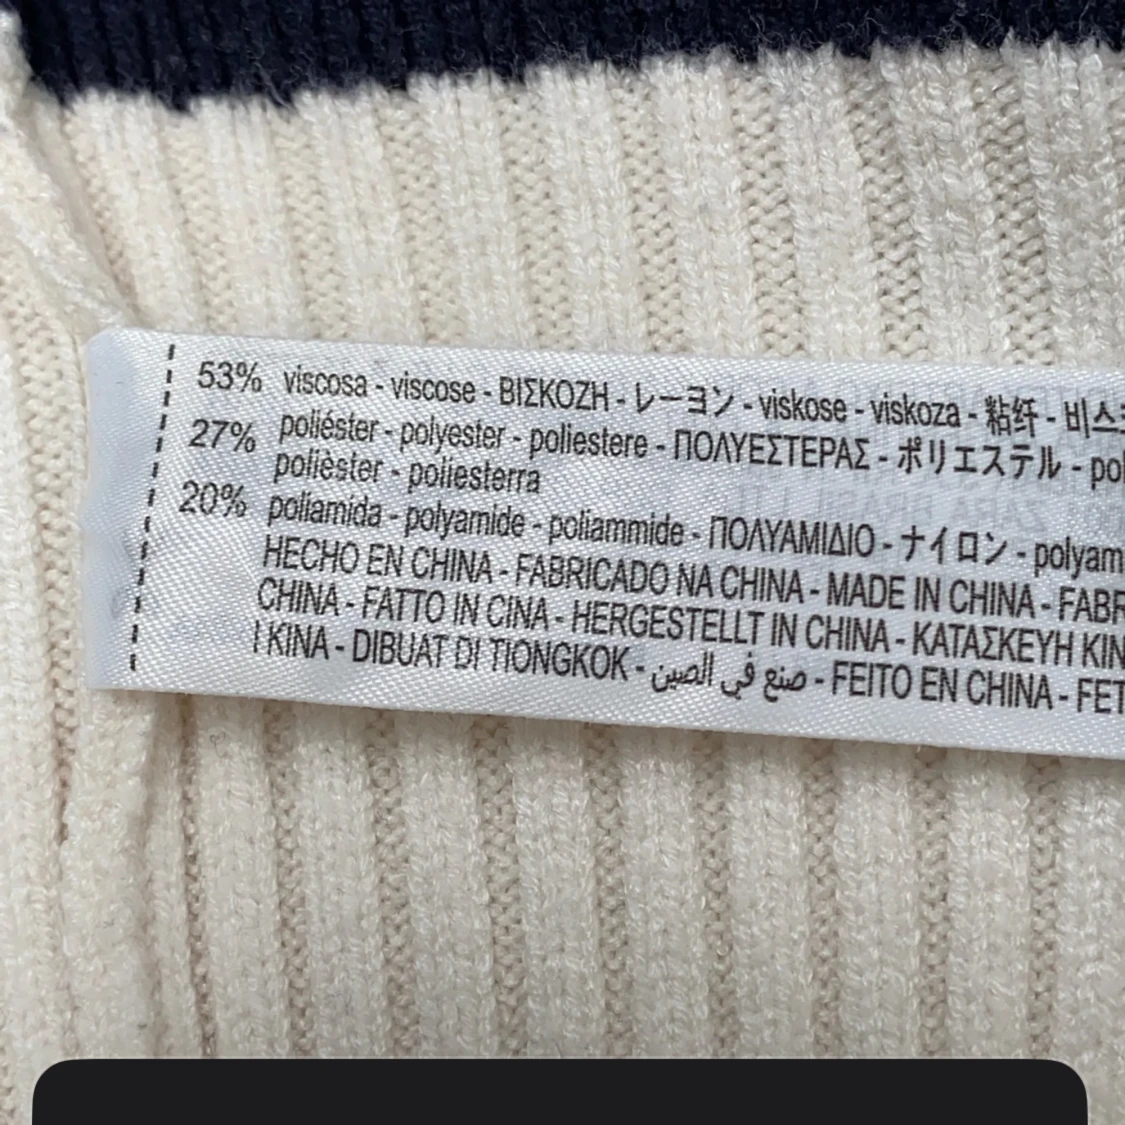 53% viscosa - viscose - ΒΙΣΚΟΖΗ - レーヨン - viskose - viskoza - 粘纤 -
27% poliéster - polyester - poliestere - ΠΟΛΥΕΣΤΕΡΑΣ - ポリエステル -
polièster - poliesterra
20% poliamida - polyamide - poliammide - ΠΟΛΥΑΜΙΔΙΟ - ナイロン -
HECHO EN CHINA - FABRICADO NA CHINA - MADE IN CHINA -
CHINA - FATTO IN CINA - HERGESTELLT IN CHINA - ΚΑΤΑΣΚΕΥΗ
I KINA - DIBUAT DI TIONGKOK - صنع في الصين - FEITO EN CHINA -